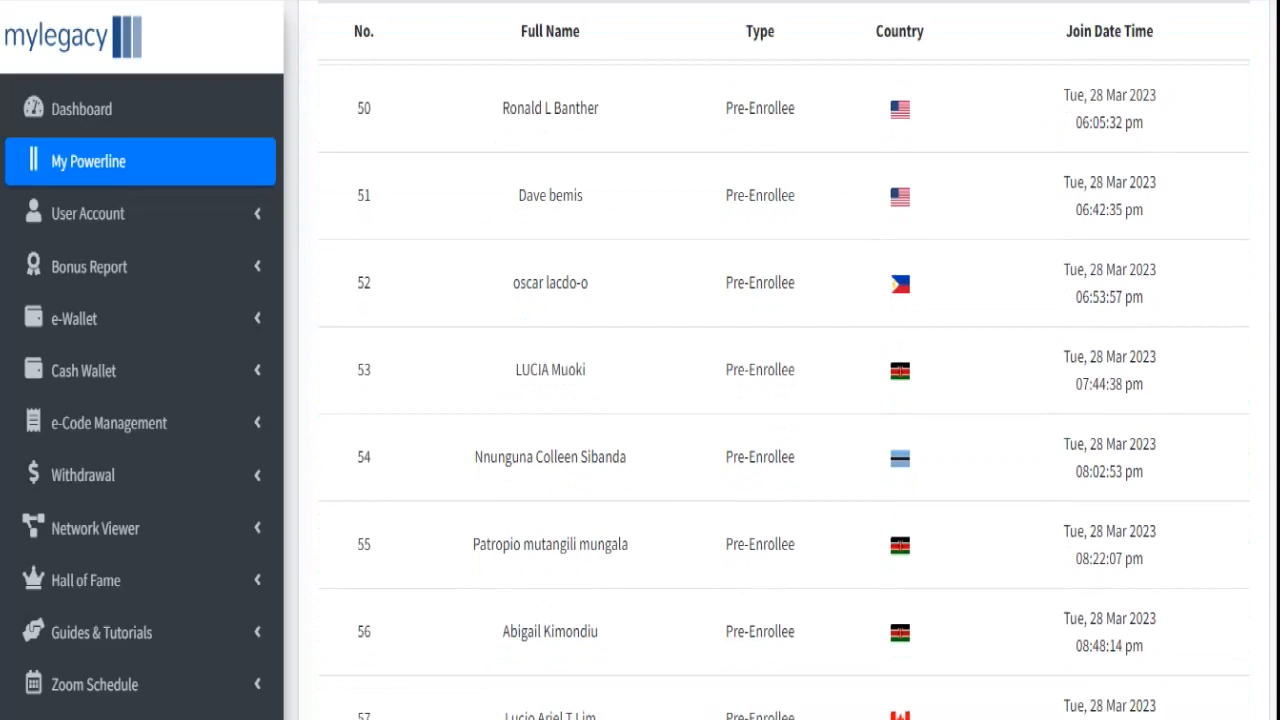 mylegacy
Dashboard
My Powerline
User Account
Bonus Report
e-Wallet
Cash Wallet
e-Code Management
Withdrawal
Network Viewer
Hall of Fame
Guides & Tutorials
Zoom Schedule
No. Full Name Type Country Join Date Time
50 Ronald L Banther Pre-Enrollee Tue, 28 Mar 2023
06:05:32 pm
51 Dave bemis Pre-Enrollee Tue, 28 Mar 2023
06:42:35 pm
52 oscar lacdo-o Pre-Enrollee Tue, 28 Mar 2023
06:53:57 pm
53 LUCIA Muoki Pre-Enrollee Tue, 28 Mar 2023
07:44:38 pm
54 Nnunguna Colleen Sibanda Pre-Enrollee Tue, 28 Mar 2023
08:02:53 pm
55 Patropio mutangili mungala Pre-Enrollee Tue, 28 Mar 2023
08:22:07 pm
56 Abigail Kimondiu Pre-Enrollee Tue, 28 Mar 2023
08:48:14 pm
57 Lucio Ariel T Lim Pre-Enrollee Tue, 28 Mar 2023